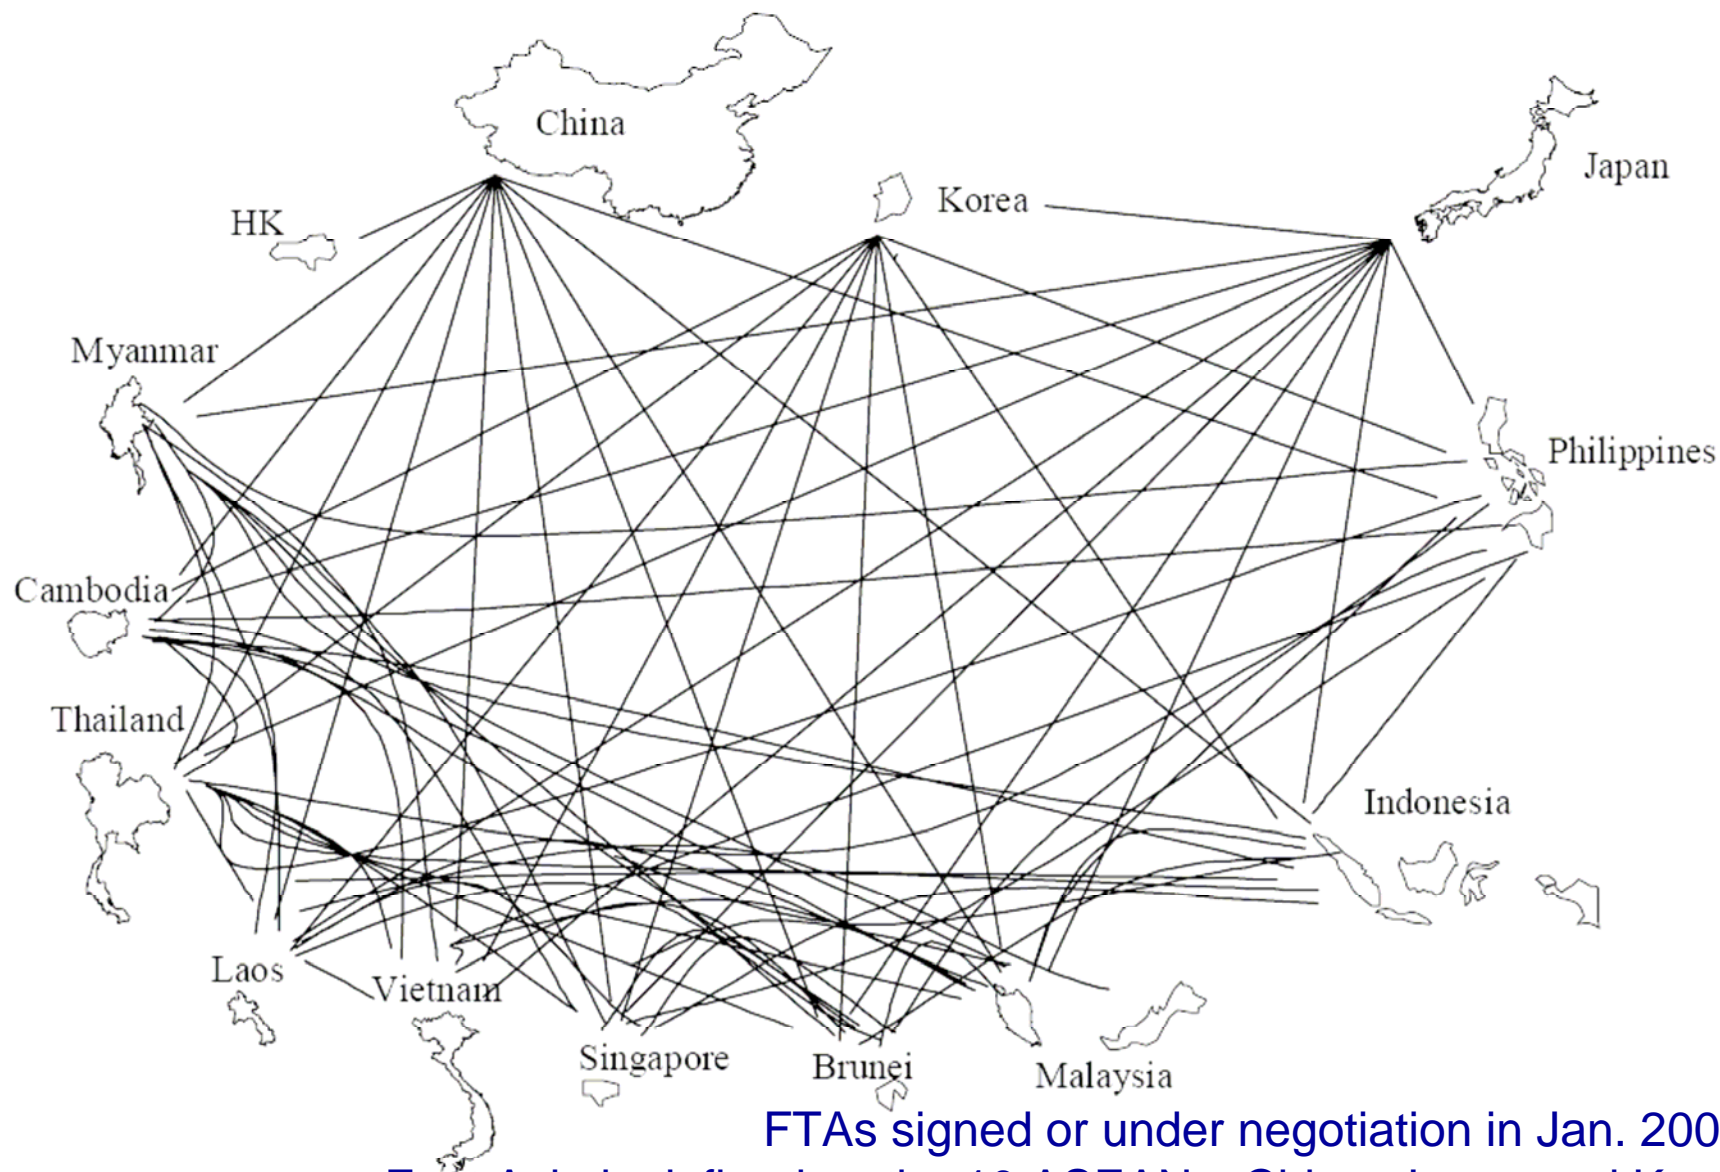 China
Japan
HK
Korea
Myanmar
Philippines
Cambodia
Thailand
Indonesia
Laos
Vietnam
Singapore
Brunei
Malaysia
FTAs signed or under negotiation in Jan. 200